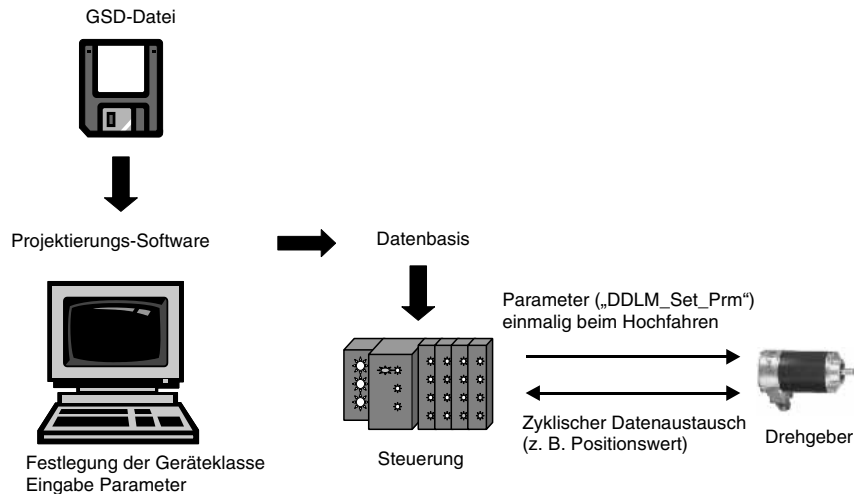 GSD-Datei
Projektierungs-Software
Datenbasis
Parameter („DDLM_Set_Prm“)
einmalig beim Hochfahren
Zyklischer Datenaustausch
(z. B. Positionswert)
Drehgeber
Steuerung
Festlegung der Geräteklasse
Eingabe Parameter